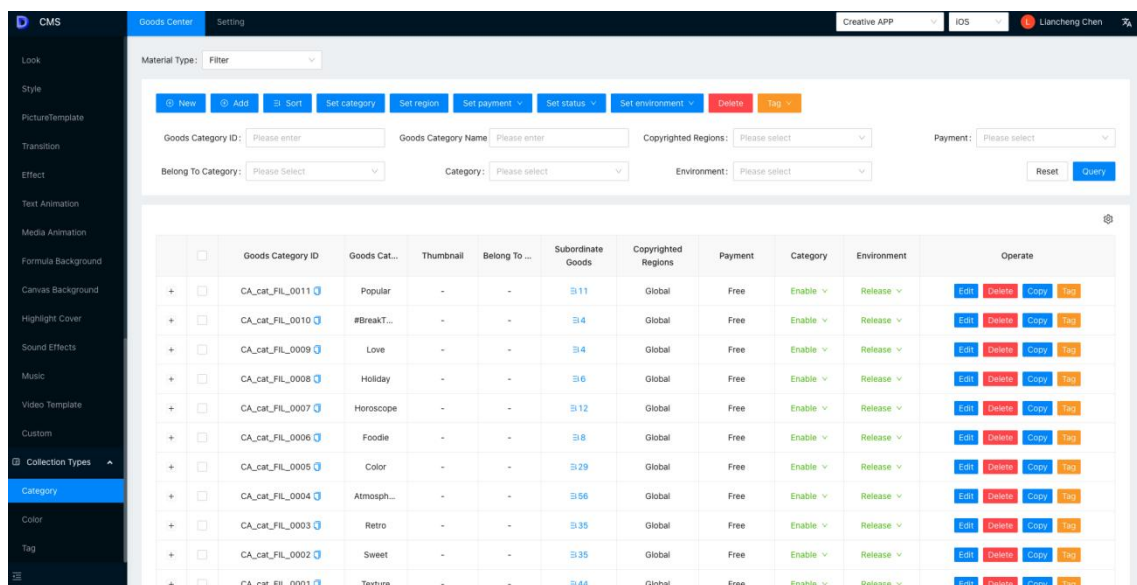 CMS
Goods Center
Setting
Creative APP
iOS
L
Liancheng Chen
Look
Style
PictureTemplate
Transition
Effect
Text Animation
Media Animation
Formula Background
Canvas Background
Highlight Cover
Sound Effects
Music
Video Template
Custom
Collection Types
Category
Color
Tag
Material Type : Filter
New Add Sort Set category Set region Set payment Set status Set environment Delete Tag
Goods Category ID : Please enter Goods Category Name Please enter Copyrighted Regions : Please select Payment : Please select
Belong To Category : Please Select Category : Please select Environment : Please select Reset Query
Goods Category ID Goods Cat... Thumbnail Belong To ... Subordinate Goods Copyrighted Regions Payment Category Environment Operate
+ CA_cat_FIL_0011 Popular - - 11 Global Free Enable Release Edit Delete Copy Tag
+ CA_cat_FIL_0010 #BreakT... - - 4 Global Free Enable Release Edit Delete Copy Tag
+ CA_cat_FIL_0009 Love - - 4 Global Free Enable Release Edit Delete Copy Tag
+ CA_cat_FIL_0008 Holiday - - 6 Global Free Enable Release Edit Delete Copy Tag
+ CA_cat_FIL_0007 Horoscope - - 12 Global Free Enable Release Edit Delete Copy Tag
+ CA_cat_FIL_0006 Foodie - - 8 Global Free Enable Release Edit Delete Copy Tag
+ CA_cat_FIL_0005 Color - - 29 Global Free Enable Release Edit Delete Copy Tag
+ CA_cat_FIL_0004 Atmosph... - - 56 Global Free Enable Release Edit Delete Copy Tag
+ CA_cat_FIL_0003 Retro - - 35 Global Free Enable Release Edit Delete Copy Tag
+ CA_cat_FIL_0002 Sweet - - 35 Global Free Enable Release Edit Delete Copy Tag
+ CA_cat_FIL_0001 Texture - - 44 Global Free Enable Release Edit Delete Copy Tag